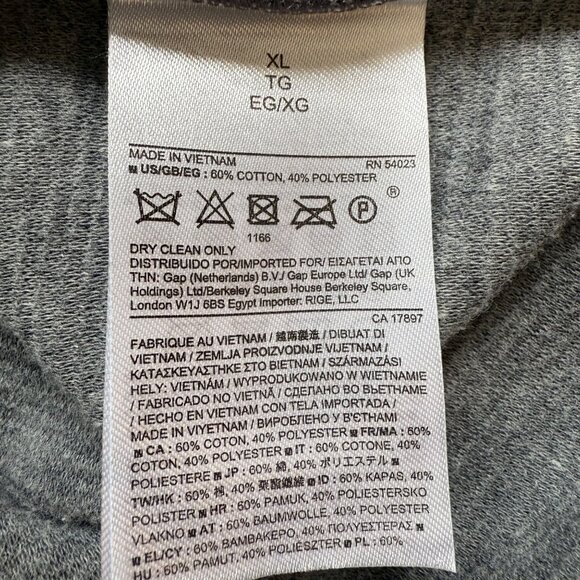 XL
TG
EG/XG
MADE IN VIETNAM RN 54023
US/GB/EG : 60% COTTON, 40% POLYESTER
P ®
1166
DRY CLEAN ONLY
DISTRIBUIDO POR/IMPORTED FOR/ ΕΙΣΑΓΕΤΑΙ ΑΠΟ
ΤΗΝ: Gap (Netherlands) B.V./ Gap Europe Ltd/ Gap (UK
Holdings) Ltd/Berkeley Square House Berkeley Square,
London W1J 6BS Egypt Importer: RIGE, LLC
CA 17897
FABRIQUE AU VIETNAM / 越南製造 / DIBUAT DI
VIETNAM / ZEMLJA PROIZVODNJE VIJETNAM /
ΚΑΤΑΣΚΕΥΑΣΤΗΚΕ ΣΤΟ ΒΙΕΤΝΑΜ / SZÁRMAZÁSI
HELY: VIETNÁM / WYPRODUKOWANO W WIETNAMIE
/ FABRICADO NO VIETNÃ / СДЕЛАНО ВО ВЬЕТНАМЕ
/ HECHO EN VIETNAM CON TELA IMPORTADA /
MADE IN VIYETNAM / ВИРОБЛЕНО У В'ЄТНАМІ
CA : 60% COTON, 40% POLYESTER FR/MA : 60%
COTON, 40% POLYESTER IT : 60% COTONE, 40%
POLIESTERE JP : 60% 綿, 40% ポリエステル
TW/HK : 60% 棉, 40% 聚酯纖維 ID : 60% KAPAS, 40%
POLISTER HR : 60% PAMUK, 40% POLIESTERSKO
VLAKNO AT : 60% BAUMWOLLE, 40% POLYESTER
EL/CY : 60% ΒΑΜΒΑΚΕΡΟ, 40% ΠΟΛΥΕΣΤΕΡΑΣ
HU : 60% PAMUT, 40% POLIÉSZTER PL : 60%